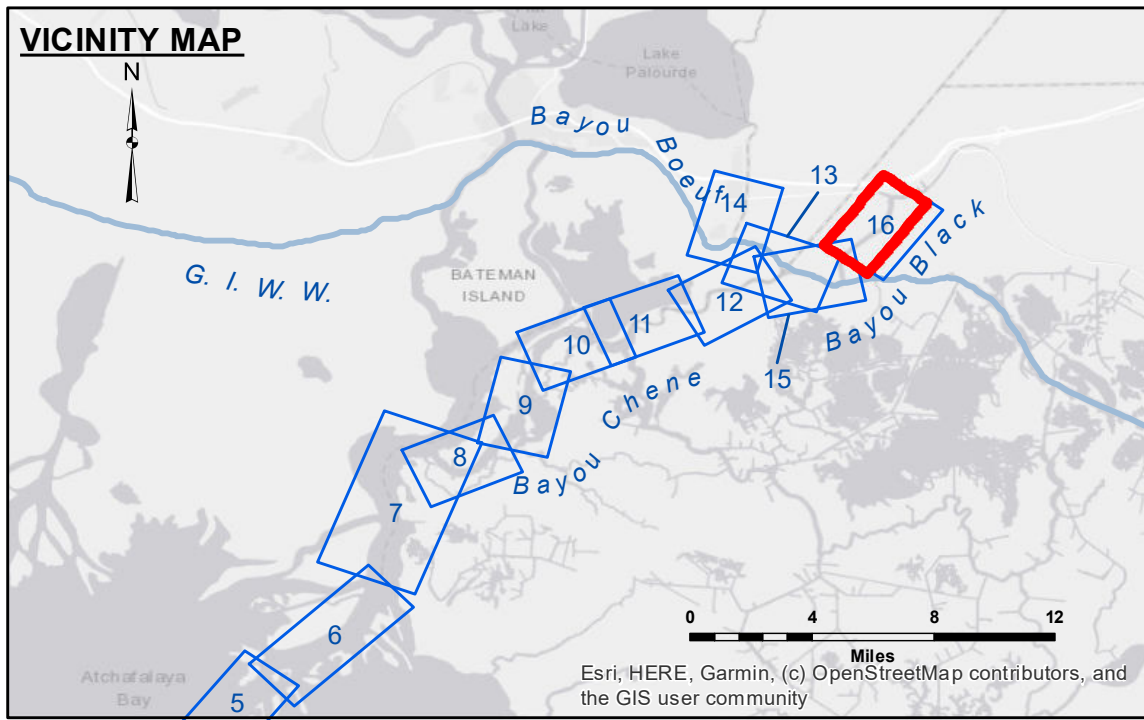 VICINITY MAP
N
Lake
Lake
Palourde
Bayou
Boeuf
13
14
16
Bayou Black
G. I. W. W.
BATEMAN
ISLAND
12
11
10
15
9
Bayou Chene
8
7
6
5
Atchafalaya
Bay
0 4 8 12
Miles
Esri, HERE, Garmin, (c) OpenStreetMap contributors, and
the GIS user community